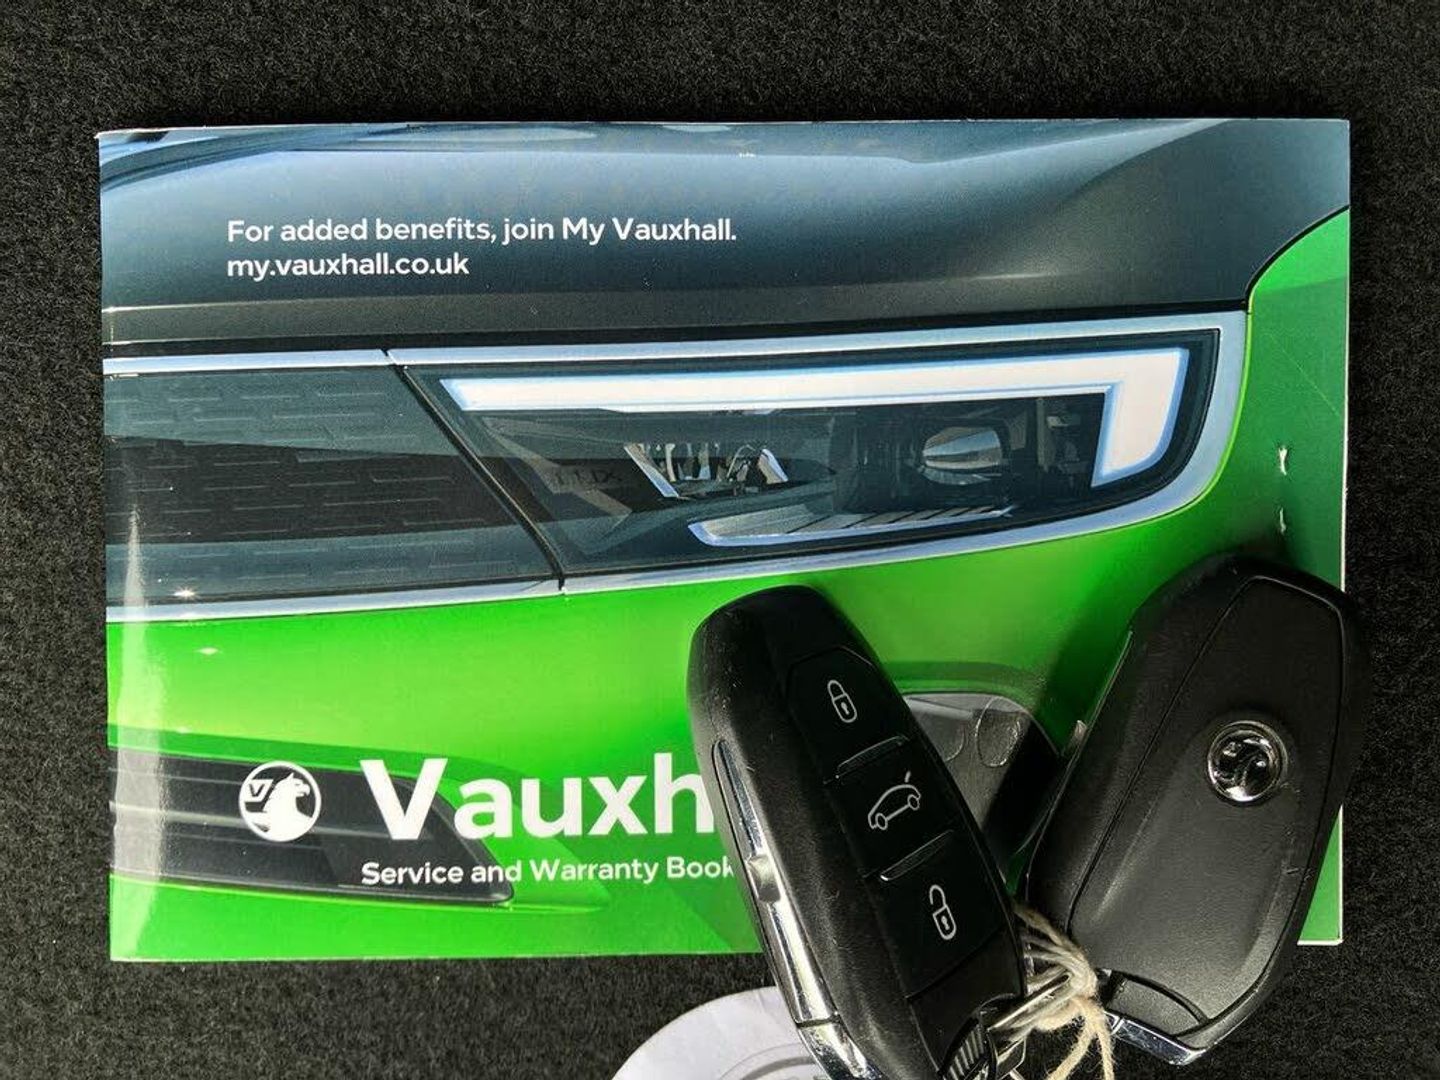 For added benefits, join My Vauxhall.
my.vauxhall.co.uk
Vauxh
Service and Warranty Book